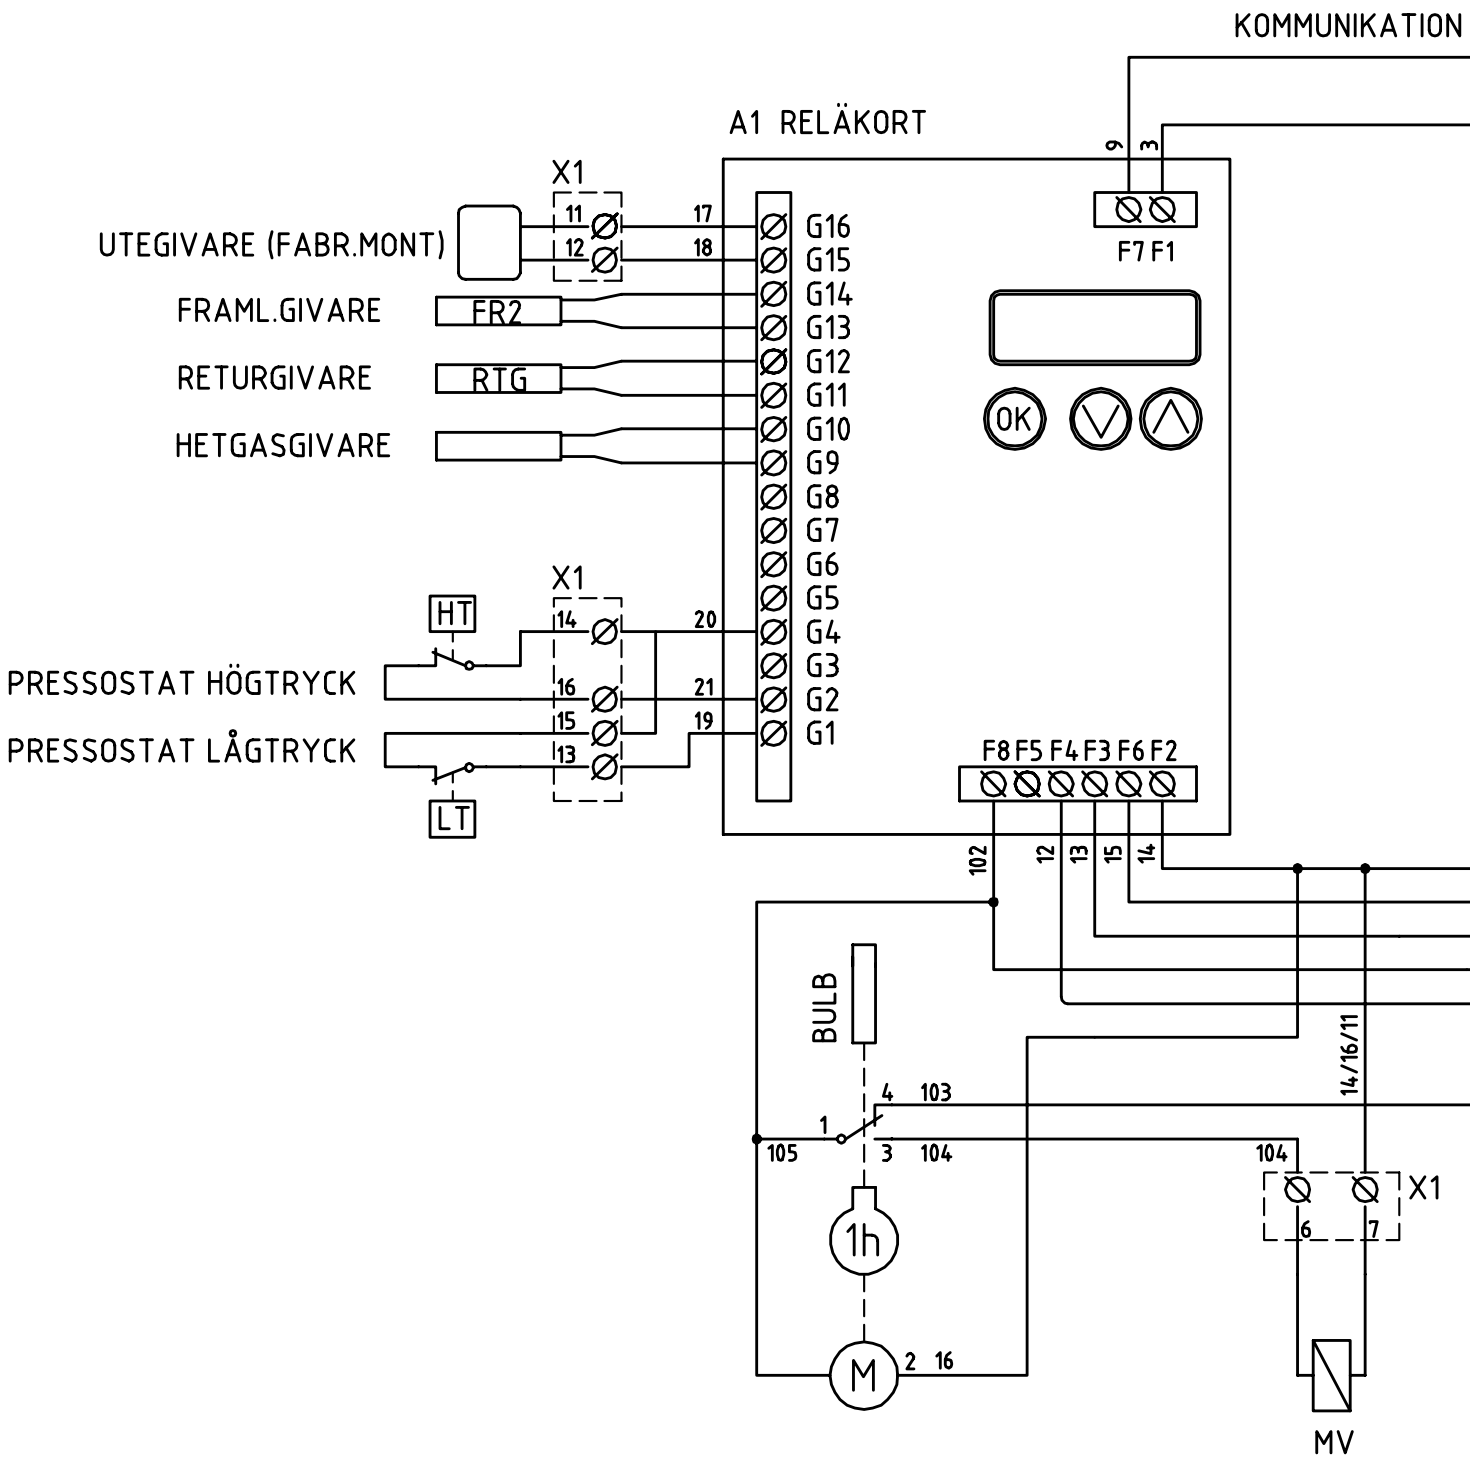 KOMMUNIKATION
A1 RELÄKORT
9 3
X1
11 17 G16
UTEGIVARE (FABR.MONT) 12 18 G15
F7 F1
FRAML.GIVARE FR2 G14
G13
RETURGIVARE RTG G12
G11
HETGASGIVARE G10
G9
OK
G8
G7
G6
G5
X1
HT 14 20 G4
G3
PRESSOSTAT HÖGTRYCK 16 21 G2
15 19 G1
PRESSOSTAT LÅGTRYCK 13
LT
F8 F5 F4 F3 F6 F2
102 12 13 15 14
BULB
14/16/11
4 103
1
105 3 104 104
X1
6 7
1h
M 2 16
MV